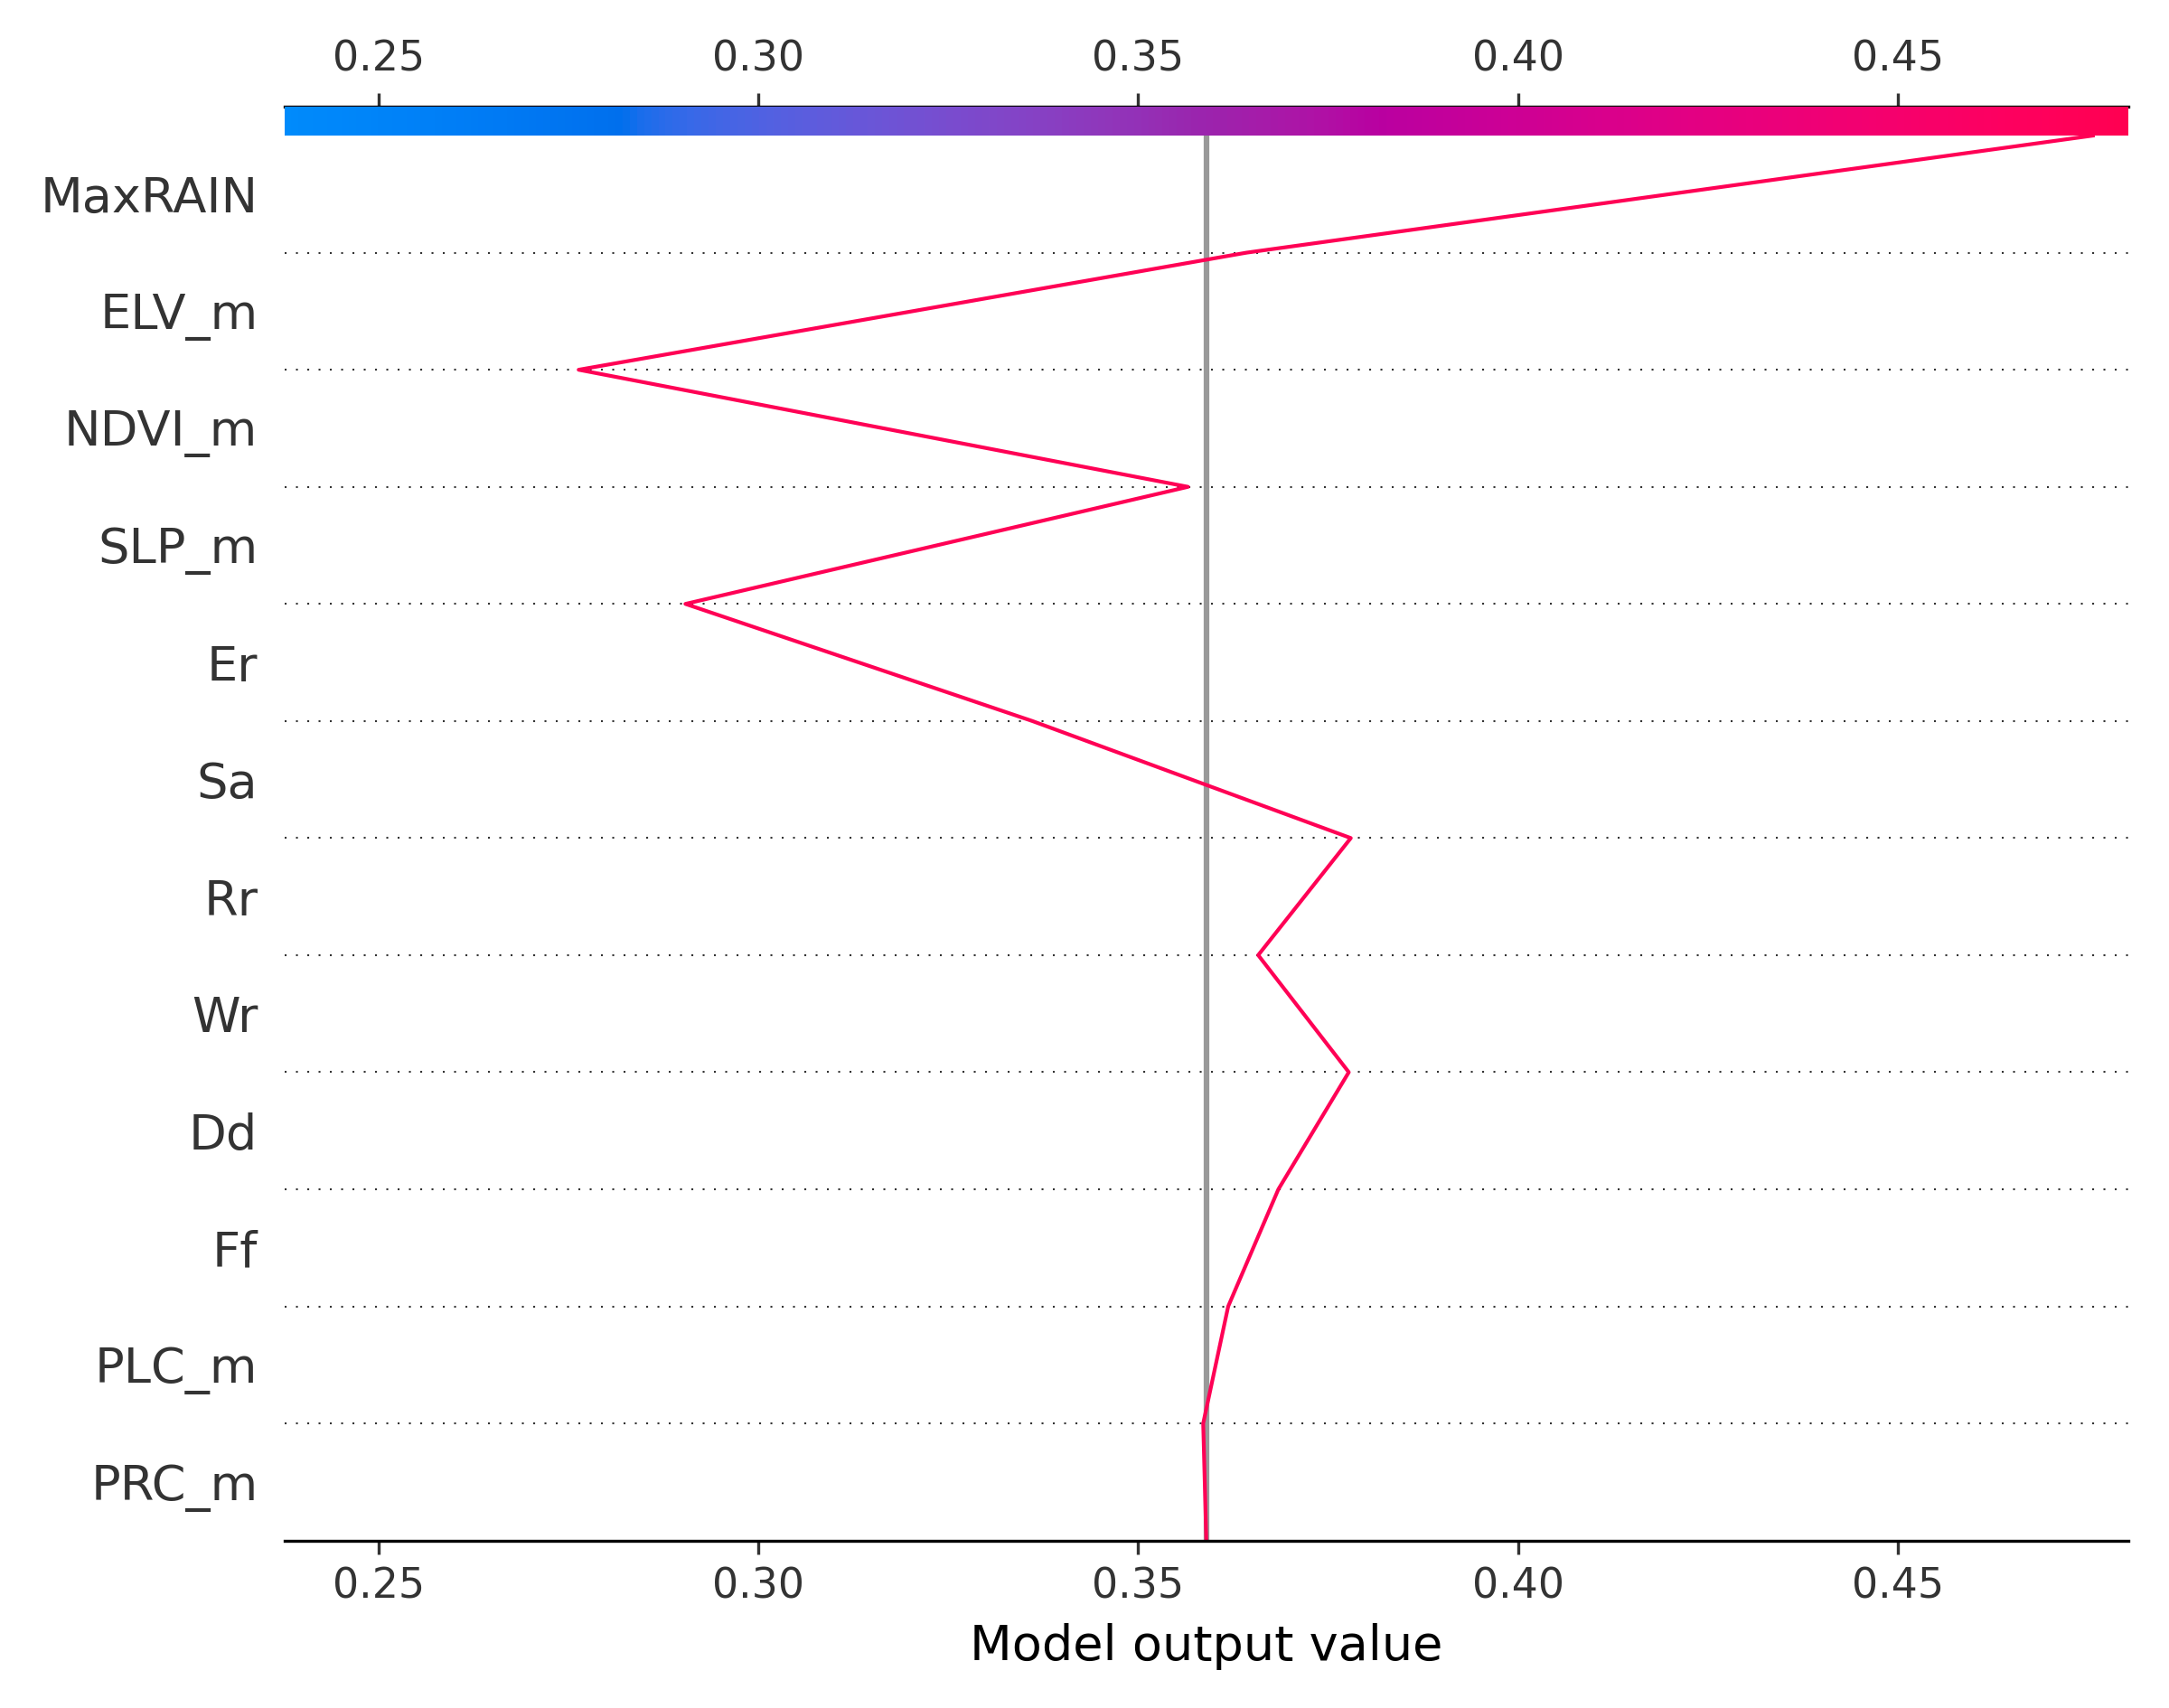 0.25 0.30 0.35 0.40 0.45
MaxRAIN
ELV_m
NDVI_m
SLP_m
Er
Sa
Rr
Wr
Dd
Ff
PLC_m
PRC_m
0.25 0.30 0.35 0.40 0.45
Model output value